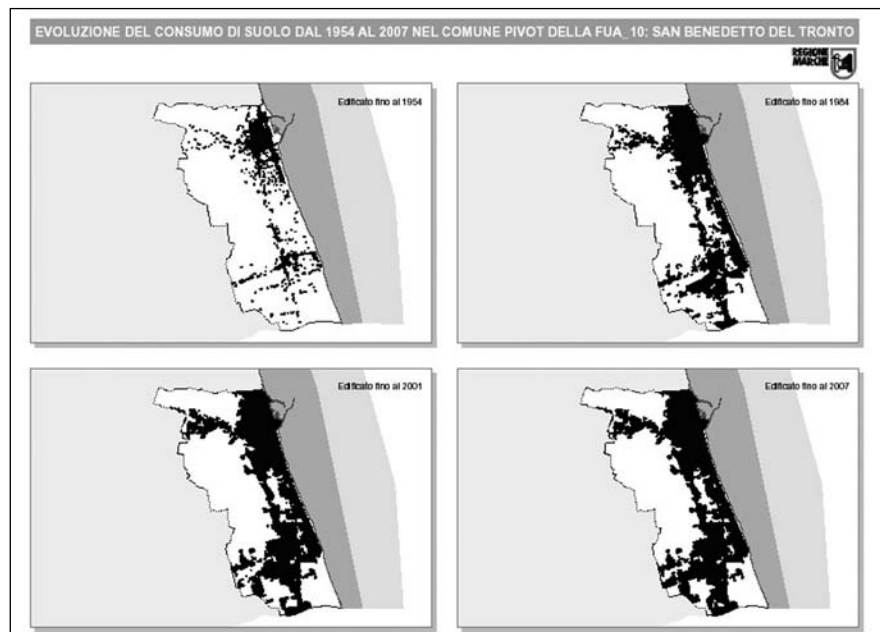 EVOLUZIONE DEL CONSUMO DI SUOLO DAL 1954 AL 2007 NEL COMUNE PIVOT DELLA FUA_10: SAN BENEDETTO DEL TRONTO
REGIONE
MARCHE
Edificato fino al 1954
Edificato fino al 1984
Edificato fino al 2001
Edificato fino al 2007